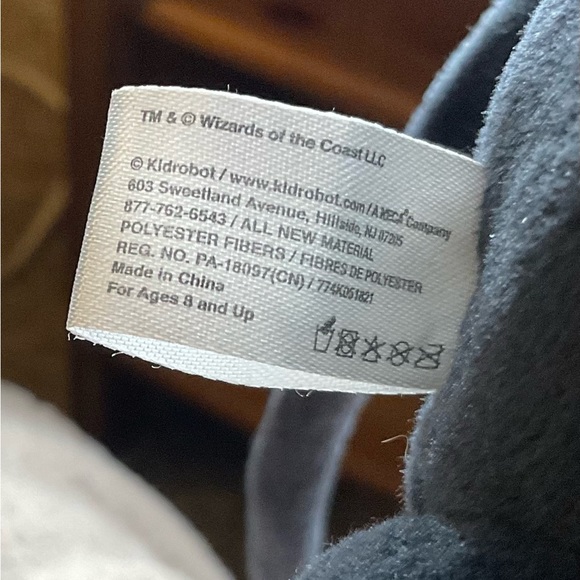 TM & © Wizards of the Coast LLC
© Kidrobot / www.kidrobot.com / A NECA® Company
603 Sweetland Avenue, Hillside, NJ 07205
877-762-6543 / ALL NEW MATERIAL
POLYESTER FIBERS / FIBRES DE POLYESTER
REG. NO. PA-18097(CN) / 774K051821
Made in China
For Ages 8 and Up